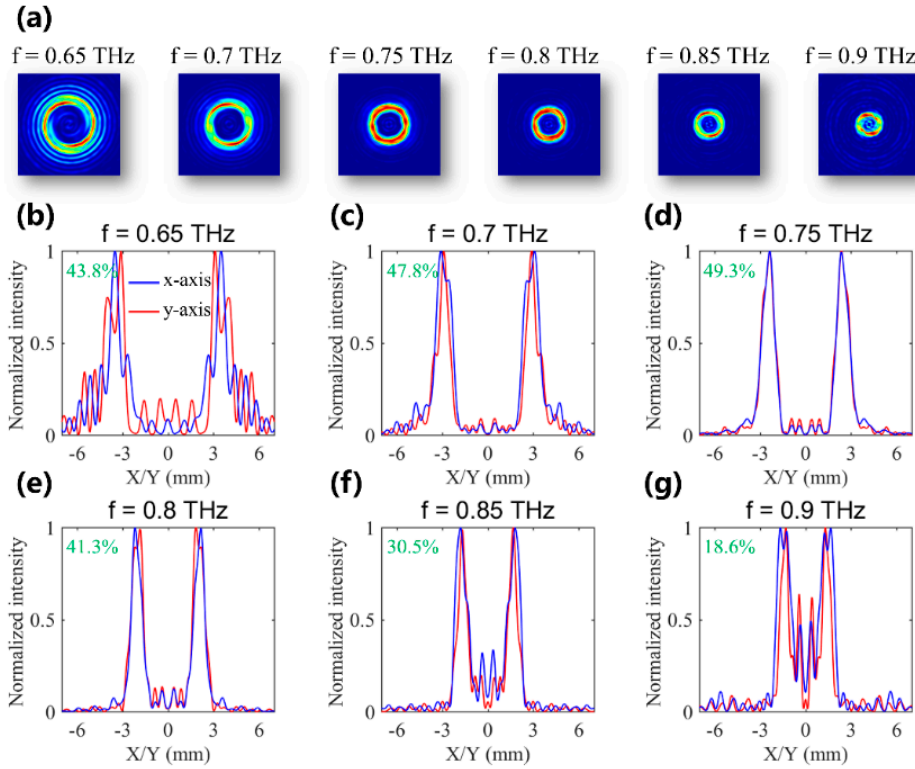 (a)
f = 0.65 THz f = 0.7 THz f = 0.75 THz f = 0.8 THz f = 0.85 THz f = 0.9 THz
(b) (c) (d)
f = 0.65 THz f = 0.7 THz f = 0.75 THz
43.8% 47.8% 49.3%
x-axis
y-axis
Normalized intensity Normalized intensity Normalized intensity
1 0.5 0 1 0.5 0 1 0.5 0
-6 -3 0 3 6 -6 -3 0 3 6 -6 -3 0 3 6
X/Y (mm) X/Y (mm) X/Y (mm)
(e) (f) (g)
f = 0.8 THz f = 0.85 THz f = 0.9 THz
41.3% 30.5% 18.6%
Normalized intensity Normalized intensity Normalized intensity
1 0.5 0 1 0.5 0 1 0.5 0
-6 -3 0 3 6 -6 -3 0 3 6 -6 -3 0 3 6
X/Y (mm) X/Y (mm) X/Y (mm)